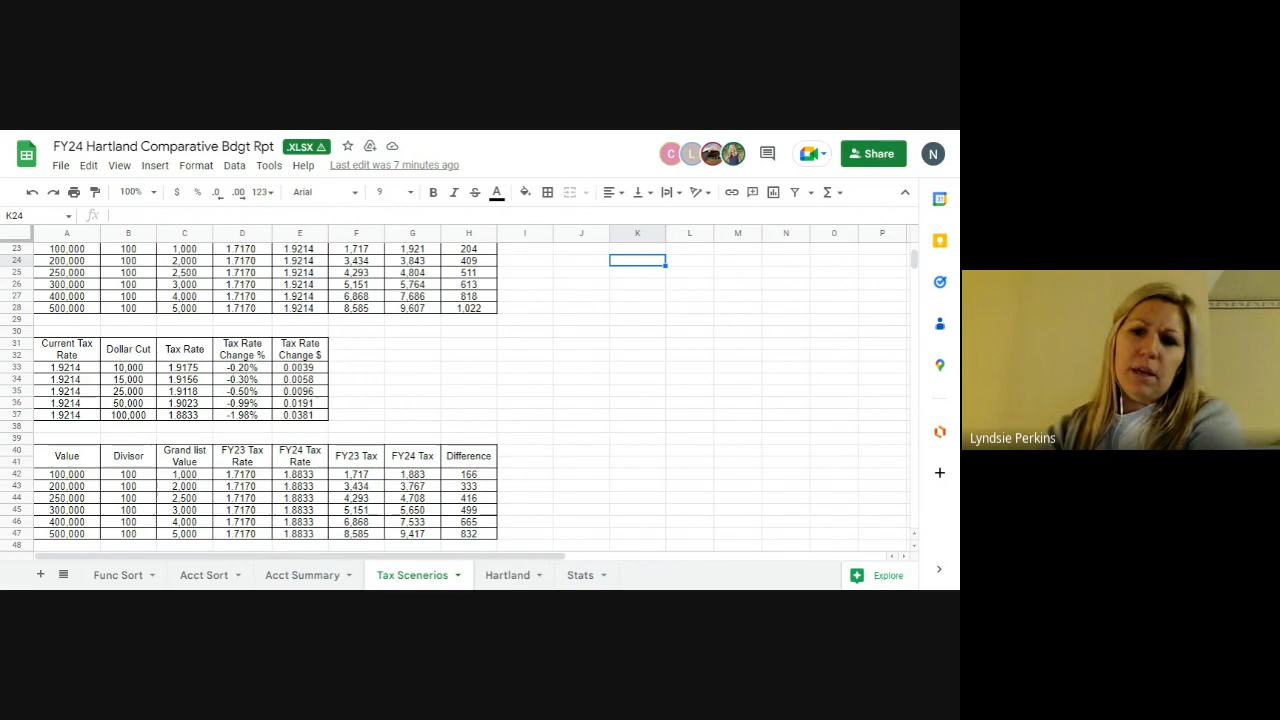 FY24 Hartland Comparative Bdgt Rpt .XLSX
C L Share N
File Edit View Insert Format Data Tools Help Last edit was 7 minutes ago
100% $ % .0 .00 123 Arial 9 B I S A Σ
K24 fx
A B C D E F G H I J K L M N O P
23 100,000 100 1,000 1.7170 1.9214 1,717 1,921 204
24 200,000 100 2,000 1.7170 1.9214 3,434 3,843 409
25 250,000 100 2,500 1.7170 1.9214 4,293 4,804 511
26 300,000 100 3,000 1.7170 1.9214 5,151 5,764 613
27 400,000 100 4,000 1.7170 1.9214 6,868 7,686 818
28 500,000 100 5,000 1.7170 1.9214 8,585 9,607 1,022
29
30
31 Current Tax Dollar Cut Tax Rate Tax Rate Tax Rate
32 Rate Change % Change $
33 1.9214 10,000 1.9175 -0.20% 0.0039
34 1.9214 15,000 1.9156 -0.30% 0.0058
35 1.9214 25,000 1.9118 -0.50% 0.0096
36 1.9214 50,000 1.9023 -0.99% 0.0191
37 1.9214 100,000 1.8833 -1.98% 0.0381
38
39
40 Value Divisor Grand list FY23 Tax FY24 Tax FY23 Tax FY24 Tax Difference
41 Value Rate Rate
42 100,000 100 1,000 1.7170 1.8833 1,717 1,883 166
43 200,000 100 2,000 1.7170 1.8833 3,434 3,767 333
44 250,000 100 2,500 1.7170 1.8833 4,293 4,708 416
45 300,000 100 3,000 1.7170 1.8833 5,151 5,650 499
46 400,000 100 4,000 1.7170 1.8833 6,868 7,533 665
47 500,000 100 5,000 1.7170 1.8833 8,585 9,417 832
48
Func Sort Acct Sort Acct Summary Tax Scenerios Hartland Stats Explore
Lyndsie Perkins